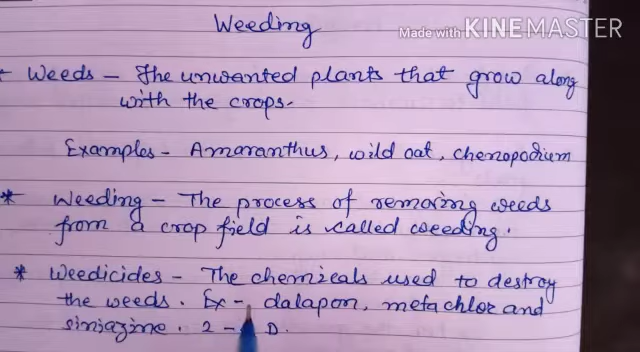 Weeding
Made with KINEMASTER
- Weeds - The unwanted plants that grow along
with the crops.
Examples - Amaranthus, wild oat, chenopodium
* Weeding - The process of removing weeds
from a crop field is called weeding.
* Weedicides - The chemicals used to destroy
the weeds. Ex - dalapon, metachlor and
simazine. 2 - D.